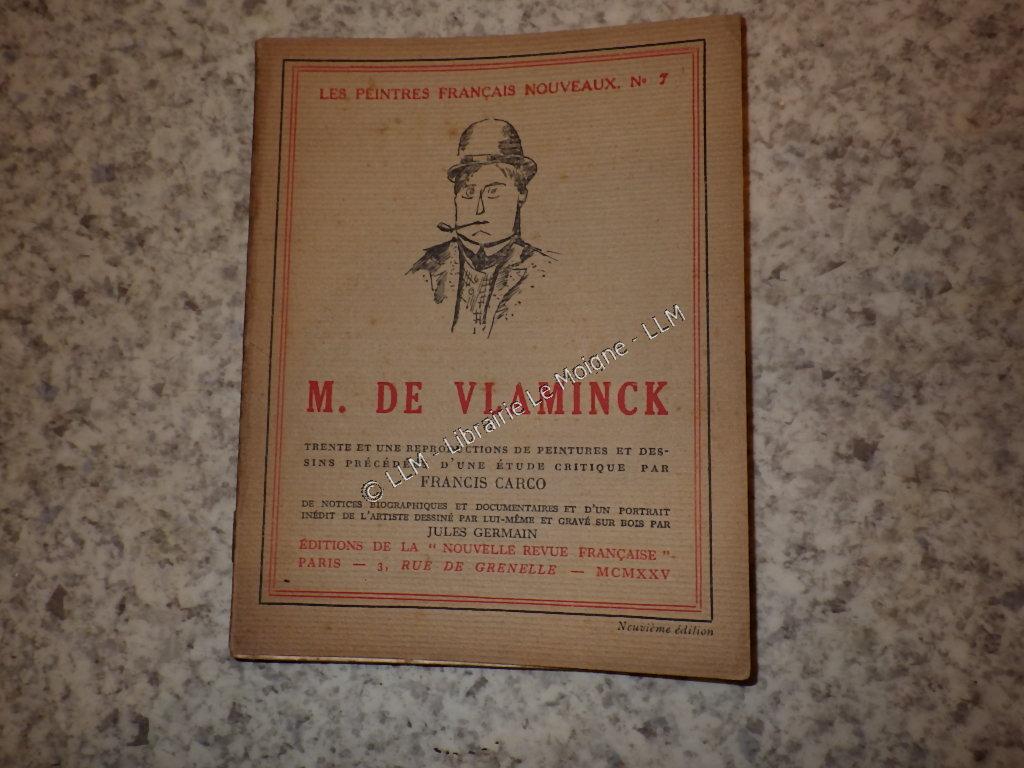 LES PEINTRES FRANÇAIS NOUVEAUX. Nº 7
M. DE VLAMINCK
TRENTE ET UNE REPRODUCTIONS DE PEINTURES ET DES-
SINS PRÉCÉDÉES D'UNE ÉTUDE CRITIQUE PAR
FRANCIS CARCO
DE NOTICES BIOGRAPHIQUES ET DOCUMENTAIRES ET D'UN PORTRAIT
INÉDIT DE L'ARTISTE DESSINÉ PAR LUI-MÊME ET GRAVÉ SUR BOIS PAR
JULES GERMAIN
ÉDITIONS DE LA "NOUVELLE REVUE FRANÇAISE"
PARIS — 3, RUE DE GRENELLE — MCMXXV
Neuvième édition
© LLM - Librairie Le Moigne - LLM